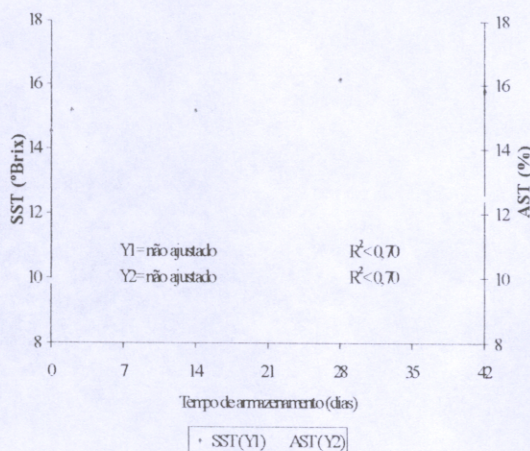 18
16
14
12
10
8
SST (ºBrix)
18
16
14
12
10
8
AST (%)
Y1= não ajustado R²< 0,70
Y2= não ajustado R²< 0,70
0 7 14 21 28 35 42
Tempo de armazenamento (dias)
SST (Y1) AST (Y2)